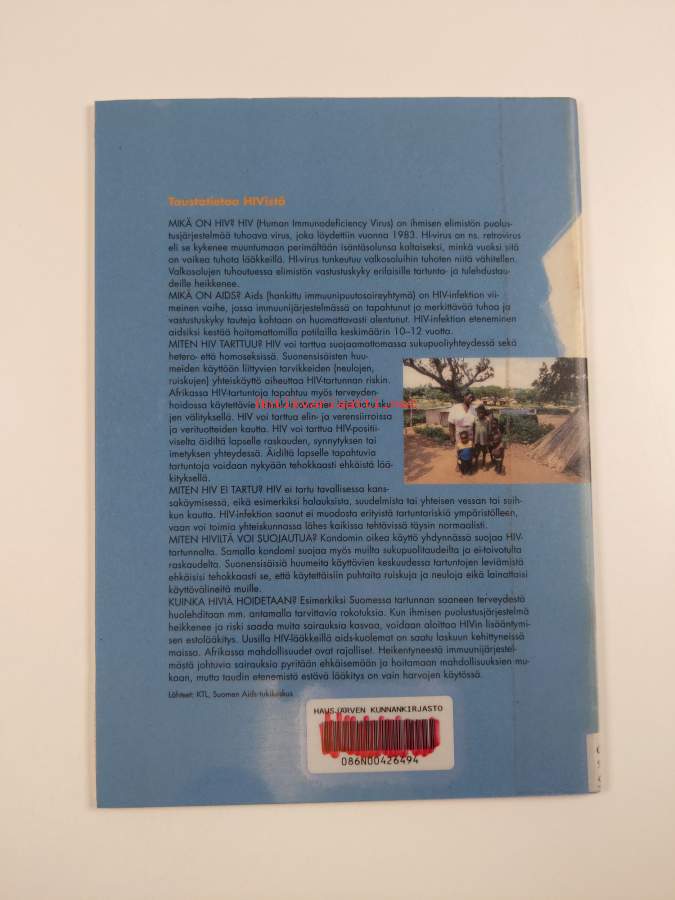 Taustatietoa HIVistä
MIKÄ ON HIV? HIV (Human Immunodeficiency Virus) on ihmisen elimistön puolus-
tusjärjestelmää tuhoava virus, joka löydettiin vuonna 1983. HI-virus on ns. retrovirus
eli se kykenee muuntumaan perimältään isäntäsolunsa kaltaiseksi, minkä vuoksi sitä
on vaikea tuhota lääkkeillä. HI-virus tunkeutuu valkosoluihin tuhoten niitä vähitellen.
Valkosolujen tuhoutuessa elimistön vastustuskyky erilaisille tartunta- ja tulehdustau-
deille heikkenee.
MIKÄ ON AIDS? Aids (hankittu immuunipuutosoireyhtymä) on HIV-infektion vii-
meinen vaihe, jossa immuunijärjestelmässä on tapahtunut jo merkittävää tuhoa ja
vastustuskyky tauteja kohtaan on huomattavasti alentunut. HIV-infektion eteneminen
aidsiksi kestää hoitamattomilla potilailla keskimäärin 10–12 vuotta.
MITEN HIV TARTTUU? HIV voi tarttua suojaamattomassa sukupuoliyhteydessä sekä
hetero- että homoseksissä. Suonensisäisten huu-
meiden käyttöön liittyvien tarvikkeiden (neulojen,
ruiskujen) yhteiskäyttö aiheuttaa HIV-tartunnan riskin.
Afrikassa HIV-tartuntoja tapahtuu myös terveyden-
hoidossa käytettävien
jen välityksellä. HIV voi tarttua elin- ja verensiirroissa
ja verituotteiden kautta. HIV voi tarttua HIV-positii-
viselta äidiltä lapselle raskauden, synnytyksen tai
imetyksen yhteydessä. Äidiltä lapselle tapahtuvia
tartuntoja voidaan nykyään tehokkaasti ehkäistä lää-
kityksellä.
MITEN HIV EI TARTU? HIV ei tartu tavallisessa kans-
sakäymisessä, eikä esimerkiksi halauksista, suudelmista tai yhteisen vessan tai suih-
kun kautta. HIV-infektion saanut ei muodosta erityistä tartuntariskiä ympäristölleen,
vaan voi toimia yhteiskunnassa lähes kaikissa tehtävissä täysin normaalisti.
MITEN HIVILTÄ VOI SUOJAUTUA? Kondomin oikea käyttö yhdynnässä suojaa HIV-
tartunnalta. Samalla kondomi suojaa myös muilta sukupuolitaudeilta ja ei-toivotulta
raskaudelta. Suonensisäisiä huumeita käyttävien keskuudessa tartuntojen leviämistä
ehkäisisi tehokkaasti se, että käytettäisiin puhtaita ruiskuja ja neuloja eikä lainattaisi
käyttövälineitä muille.
KUINKA HIVIÄ HOIDETAAN? Esimerkiksi Suomessa tartunnan saaneen terveydestä
huolehditaan mm. antamalla tarvittavia rokotuksia. Kun ihmisen puolustusjärjestelmä
heikkenee ja riski saada muita sairauksia kasvaa, voidaan aloittaa HIVin lisääntymi-
sen estolääkitys. Uusilla HIV-lääkkeillä aids-kuolemat on saatu laskuun kehittyneissä
maissa. Afrikassa mahdollisuudet ovat rajalliset. Heikentyneestä immuunijärjestel-
mästä johtuvia sairauksia pyritään ehkäisemään ja hoitamaan mahdollisuuksien mu-
kaan, mutta taudin etenemistä estävä lääkitys on vain harvojen käytössä.
Lähteet: KTL, Suomen Aids-tukikeskus
HAUSJÄRVEN KUNNANKIRJASTO
086N00426494